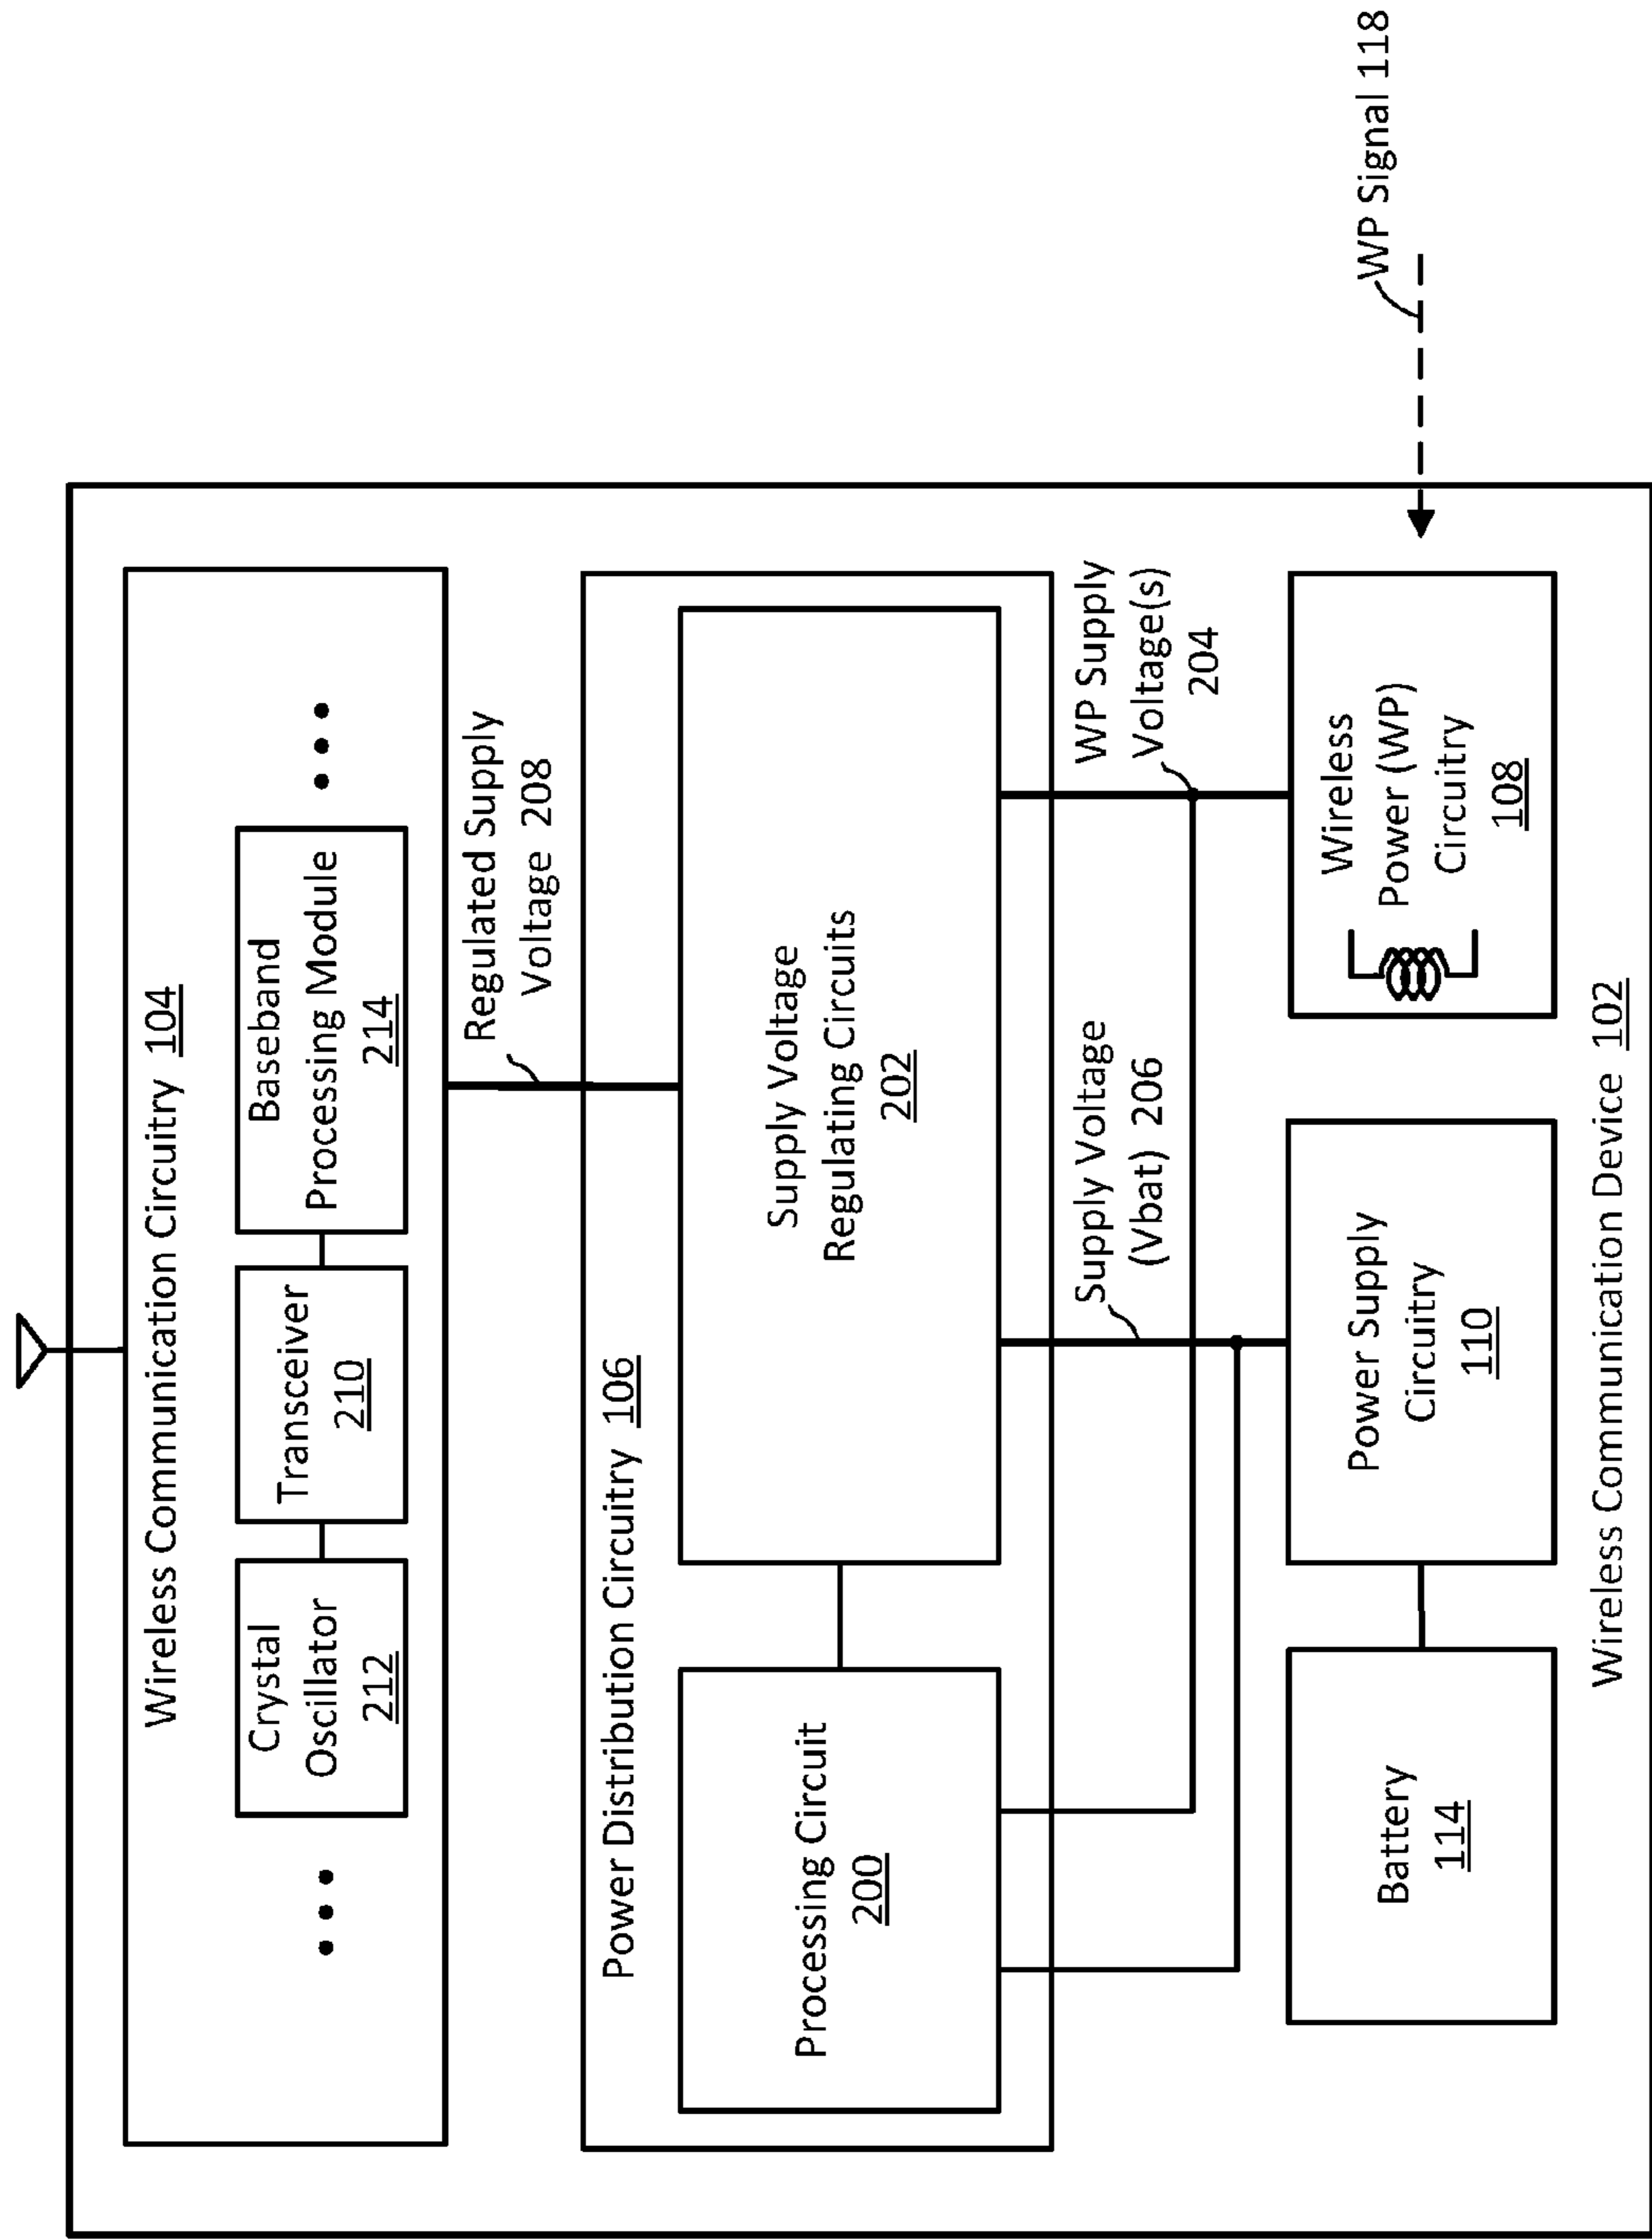 Wireless Communication Circuitry 104
Crystal
Oscillator
212
Transceiver
210
Baseband
Processing Module
214
Regulated Supply
Voltage 208
Power Distribution Circuitry 106
Processing Circuit
200
Supply Voltage
Regulating Circuits
202
Supply Voltage
(Vbat) 206
WP Supply
Voltage(s)
204
Battery
114
Power Supply
Circuitry
110
Wireless
Power (WP)
Circuitry
108
WP Signal 118
Wireless Communication Device 102